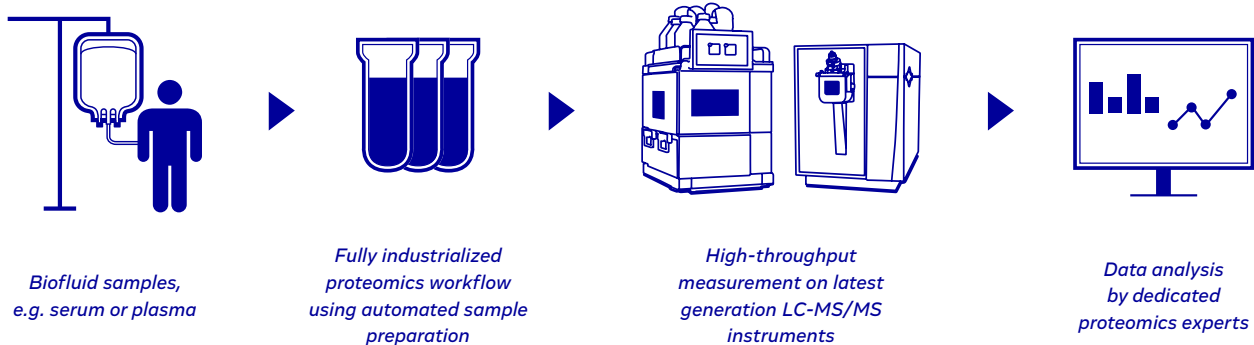 Biofluid samples,
e.g. serum or plasma
Fully industrialized
proteomics workflow
using automated sample
preparation
High-throughput
measurement on latest
generation LC-MS/MS
instruments
Data analysis
by dedicated
proteomics experts